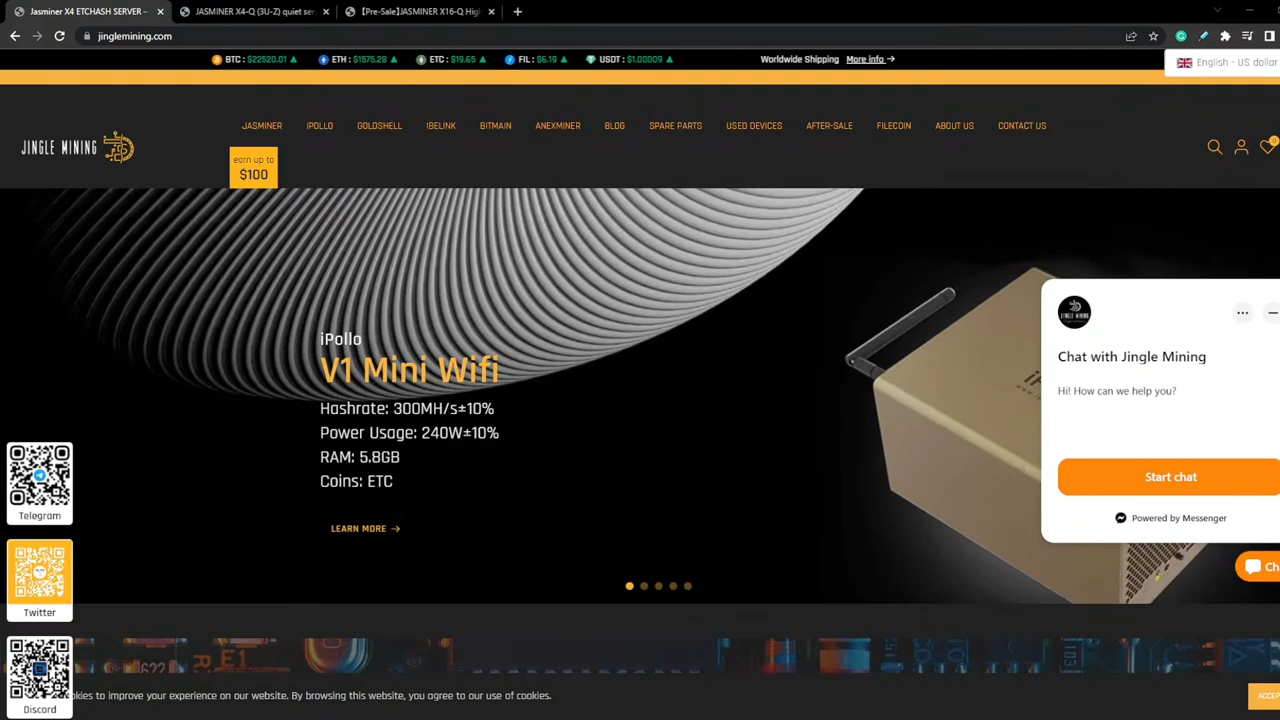 Jasminer X4 ETCHASH SERVER –
JASMINER X4-Q (3U-Z) quiet ser
【Pre-Sale】JASMINER X16-Q High
jinglemining.com
BTC : $22520.01 ▲ ETH : $1575.28 ▲ ETC : $19.65 ▲ FIL : $6.19 ▲ USDT : $1.00009 ▲
Worldwide Shipping More info →
English - US dollar
JINGLE MINING
JASMINER IPOLLO GOLDSHELL IBELINK BITMAIN ANEXMINER BLOG SPARE PARTS USED DEVICES AFTER-SALE FILECOIN ABOUT US CONTACT US
earn up to
$100
iPollo
V1 Mini Wifi
Hashrate: 300MH/s±10%
Power Usage: 240W±10%
RAM: 5.8GB
Coins: ETC
LEARN MORE →
Chat with Jingle Mining
Hi! How can we help you?
Start chat
Powered by Messenger
Ch
Telegram
Twitter
Discord
622
R E1
103
okies to improve your experience on our website. By browsing this website, you agree to our use of cookies.
ACCEP